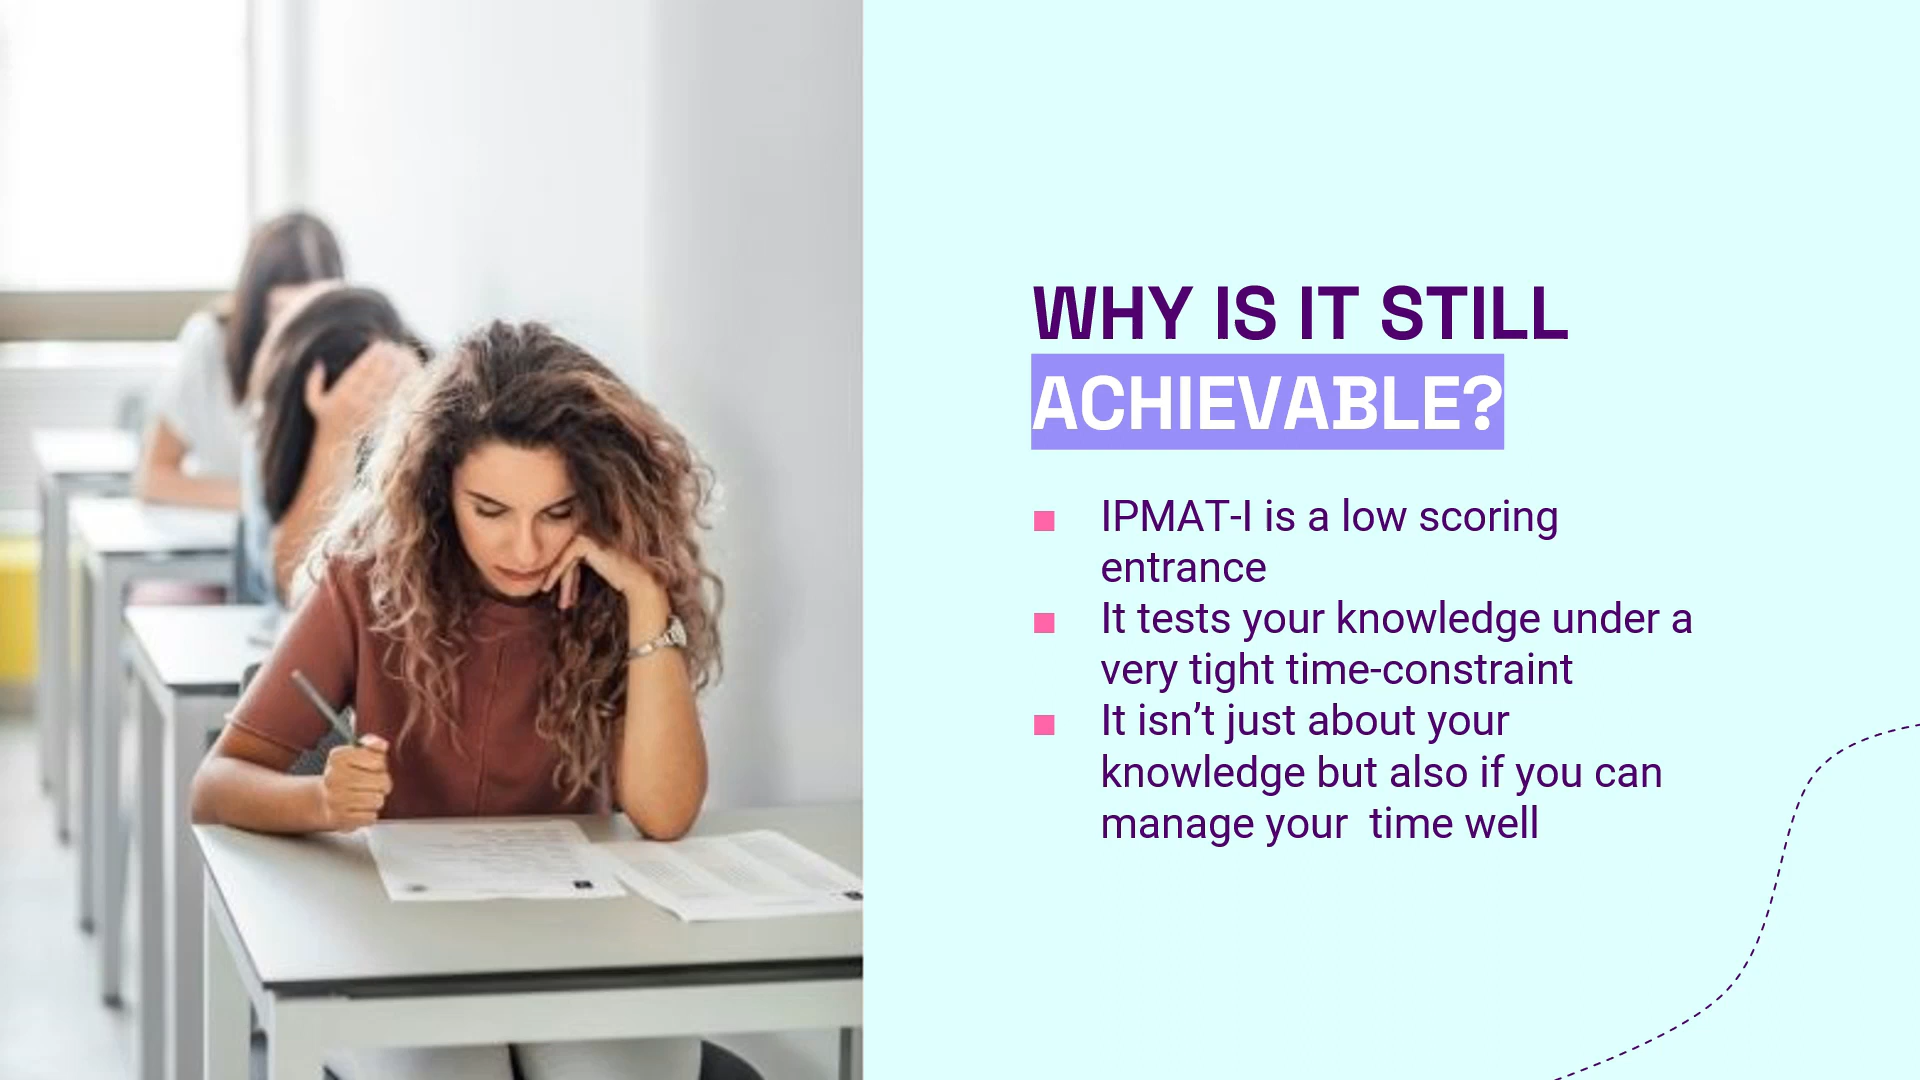 WHY IS IT STILL
ACHIEVABLE?
■ IPMAT-I is a low scoring
entrance
■ It tests your knowledge under a
very tight time-constraint
■ It isn’t just about your
knowledge but also if you can
manage your  time well